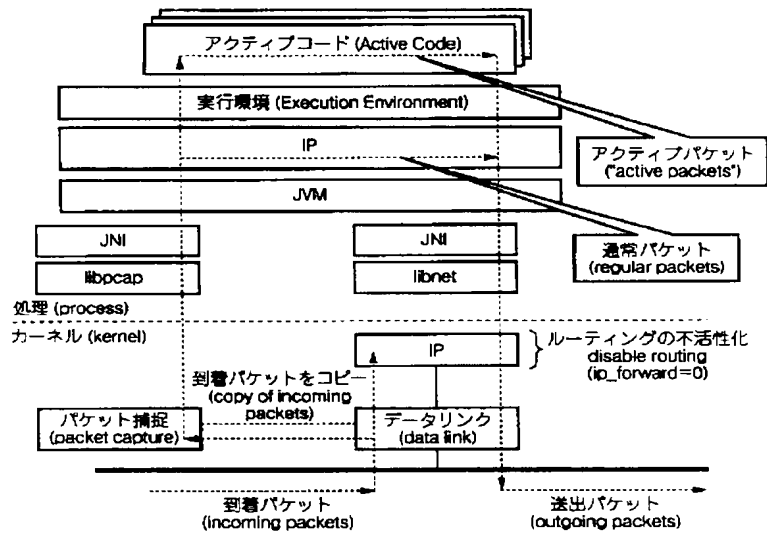 アクティブコード (Active Code)
実行環境 (Execution Environment)
IP
アクティブパケット
("active packets")
JVM
JNI
JNI
通常パケット
(regular packets)
libpcap
libnet
処理 (process)
カーネル (kernel)
IP
ルーティングの不活性化
disable routing
(ip_forward=0)
到着パケットをコピー
(copy of incoming
packets)
パケット捕捉
(packet capture)
データリンク
(data link)
到着パケット
(incoming packets)
送出パケット
(outgoing packets)